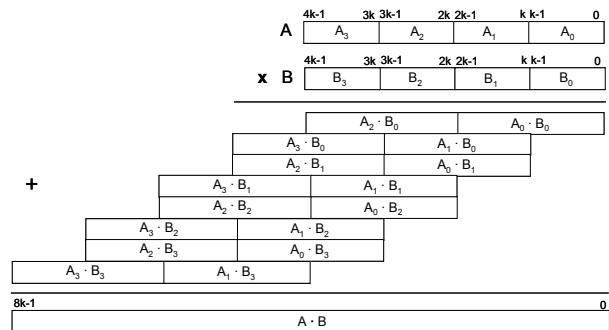 4k-1 3k 3k-1 2k 2k-1 k k-1 0
A A₃ A₂ A₁ A₀
4k-1 3k 3k-1 2k 2k-1 k k-1 0
x B B₃ B₂ B₁ B₀
A₂ · B₀ A₀ · B₀
A₃ · B₀ A₁ · B₀
A₂ · B₁ A₀ · B₁
+
A₃ · B₁ A₁ · B₁
A₂ · B₂ A₀ · B₂
A₃ · B₂ A₁ · B₂
A₂ · B₃ A₀ · B₃
A₃ · B₃ A₁ · B₃
8k-1 0
A · B